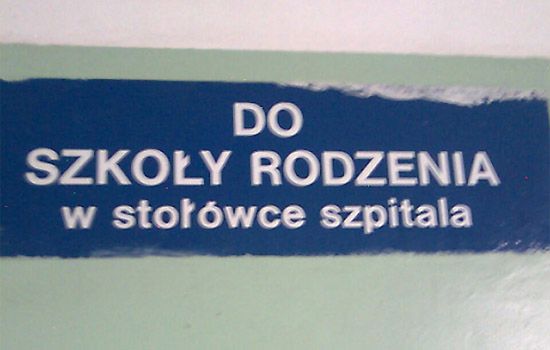 DO
SZKOŁY RODZENIA
w stołówce szpitala